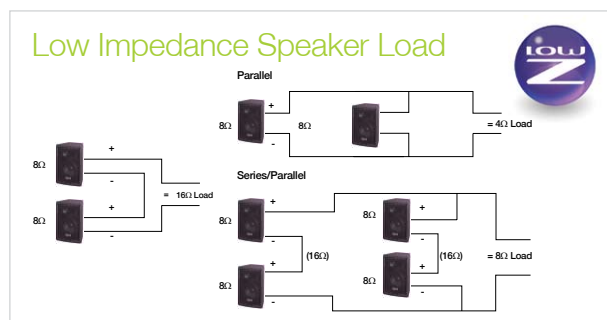 Low Impedance Speaker Load
LOW
Z
Parallel
+
8Ω
8Ω
-
= 4Ω Load
+
8Ω
-
+
8Ω
-
= 16Ω Load
Series/Parallel
+
8Ω
-
(16Ω)
+
8Ω
-
8Ω
+
-
(16Ω)
+
8Ω
-
= 8Ω Load